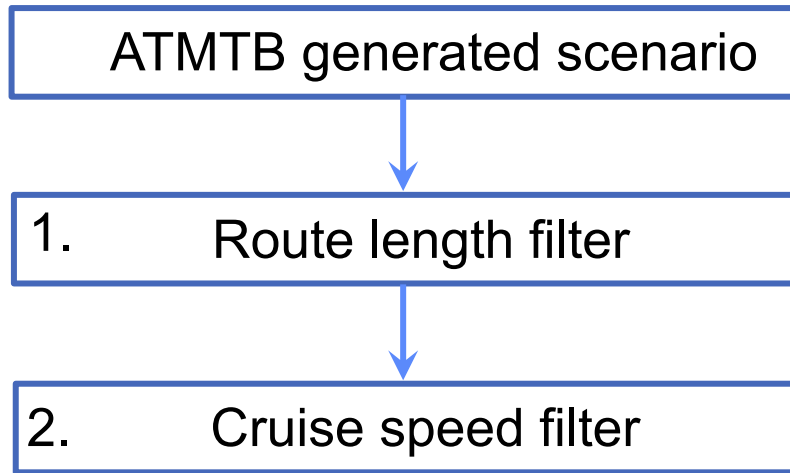 ATMTB generated scenario
1. Route length filter
2. Cruise speed filter